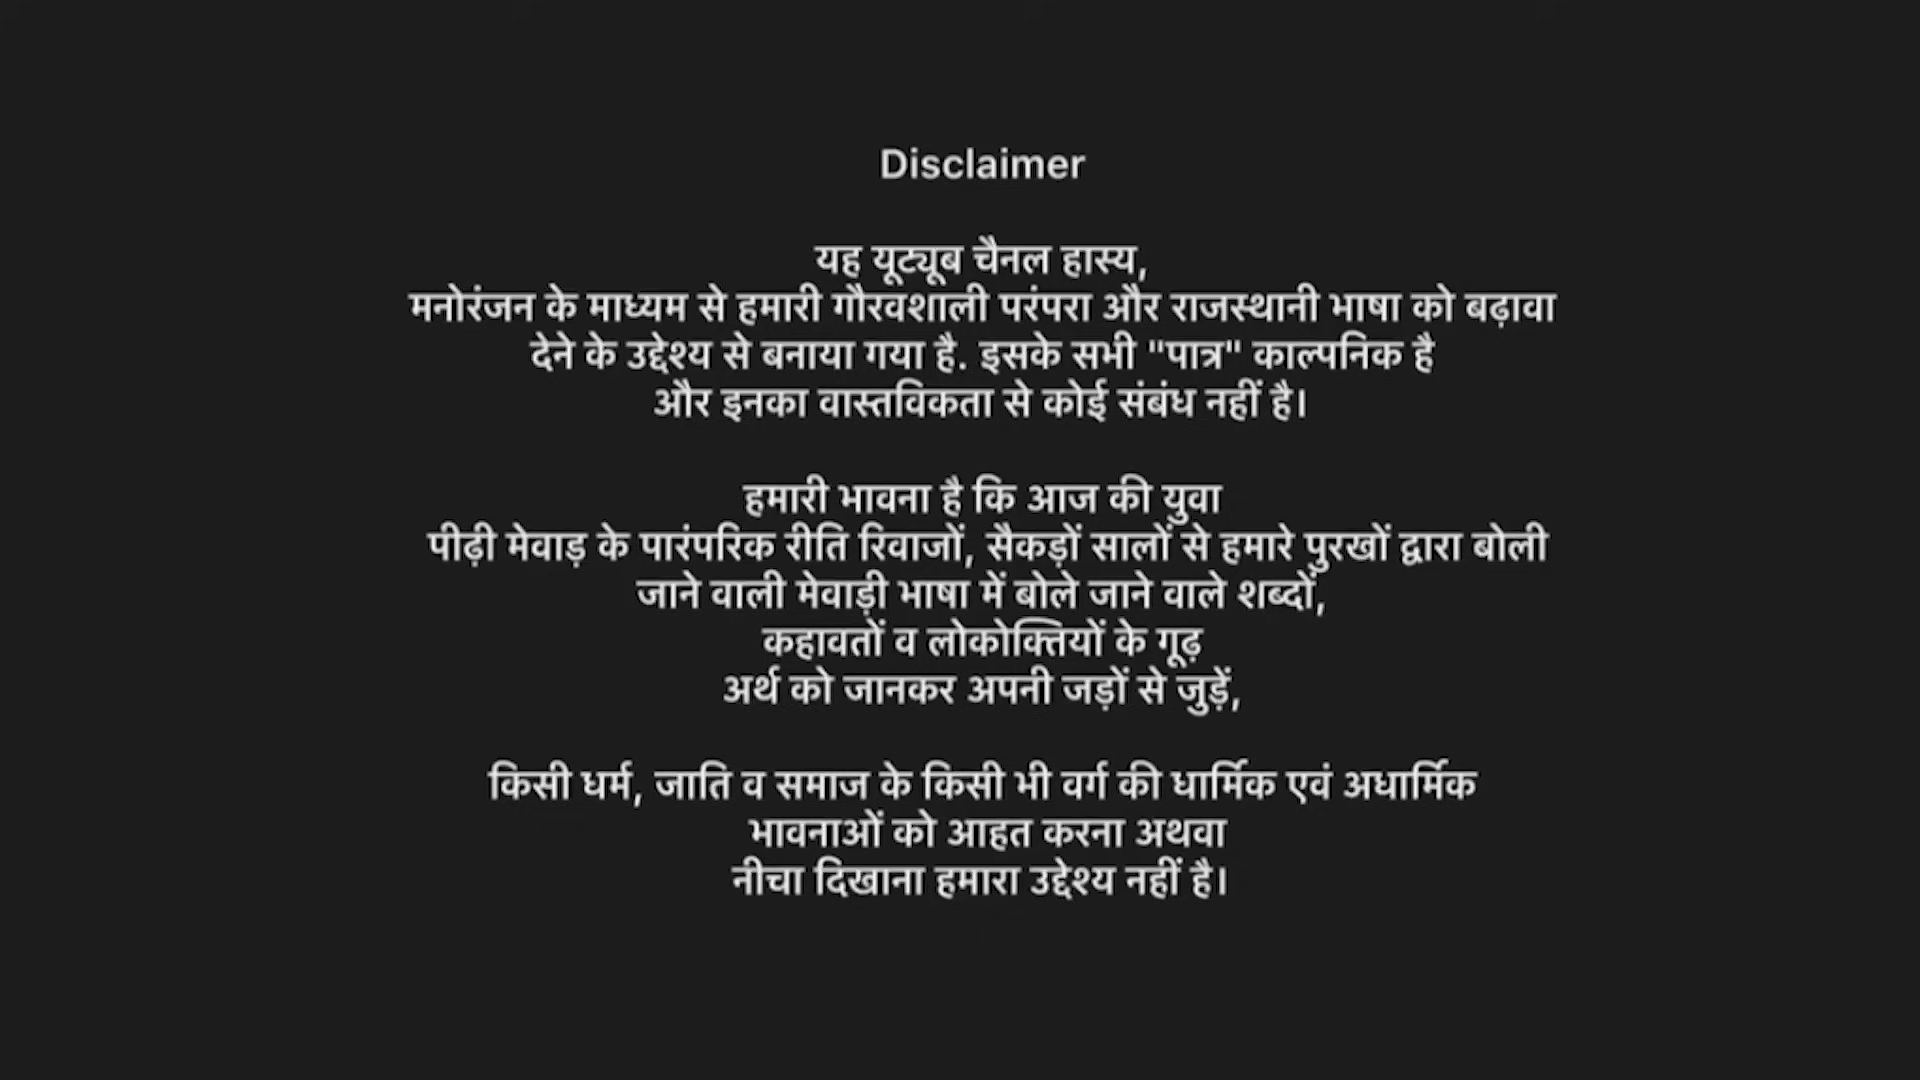 Disclaimer
यह यूट्यूब चैनल हास्य,
मनोरंजन के माध्यम से हमारी गौरवशाली परंपरा और राजस्थानी भाषा को बढ़ावा
देने के उद्देश्य से बनाया गया है. इसके सभी "पात्र" काल्पनिक है
और इनका वास्तविकता से कोई संबंध नहीं है।
हमारी भावना है कि आज की युवा
पीढ़ी मेवाड़ के पारंपरिक रीति रिवाजों, सैकड़ों सालों से हमारे पुरखों द्वारा बोली
जाने वाली मेवाड़ी भाषा में बोले जाने वाले शब्दों,
कहावतों व लोकोक्तियों के गूढ़
अर्थ को जानकर अपनी जड़ों से जुड़ें,
किसी धर्म, जाति व समाज के किसी भी वर्ग की धार्मिक एवं अधार्मिक
भावनाओं को आहत करना अथवा
नीचा दिखाना हमारा उद्देश्य नहीं है।